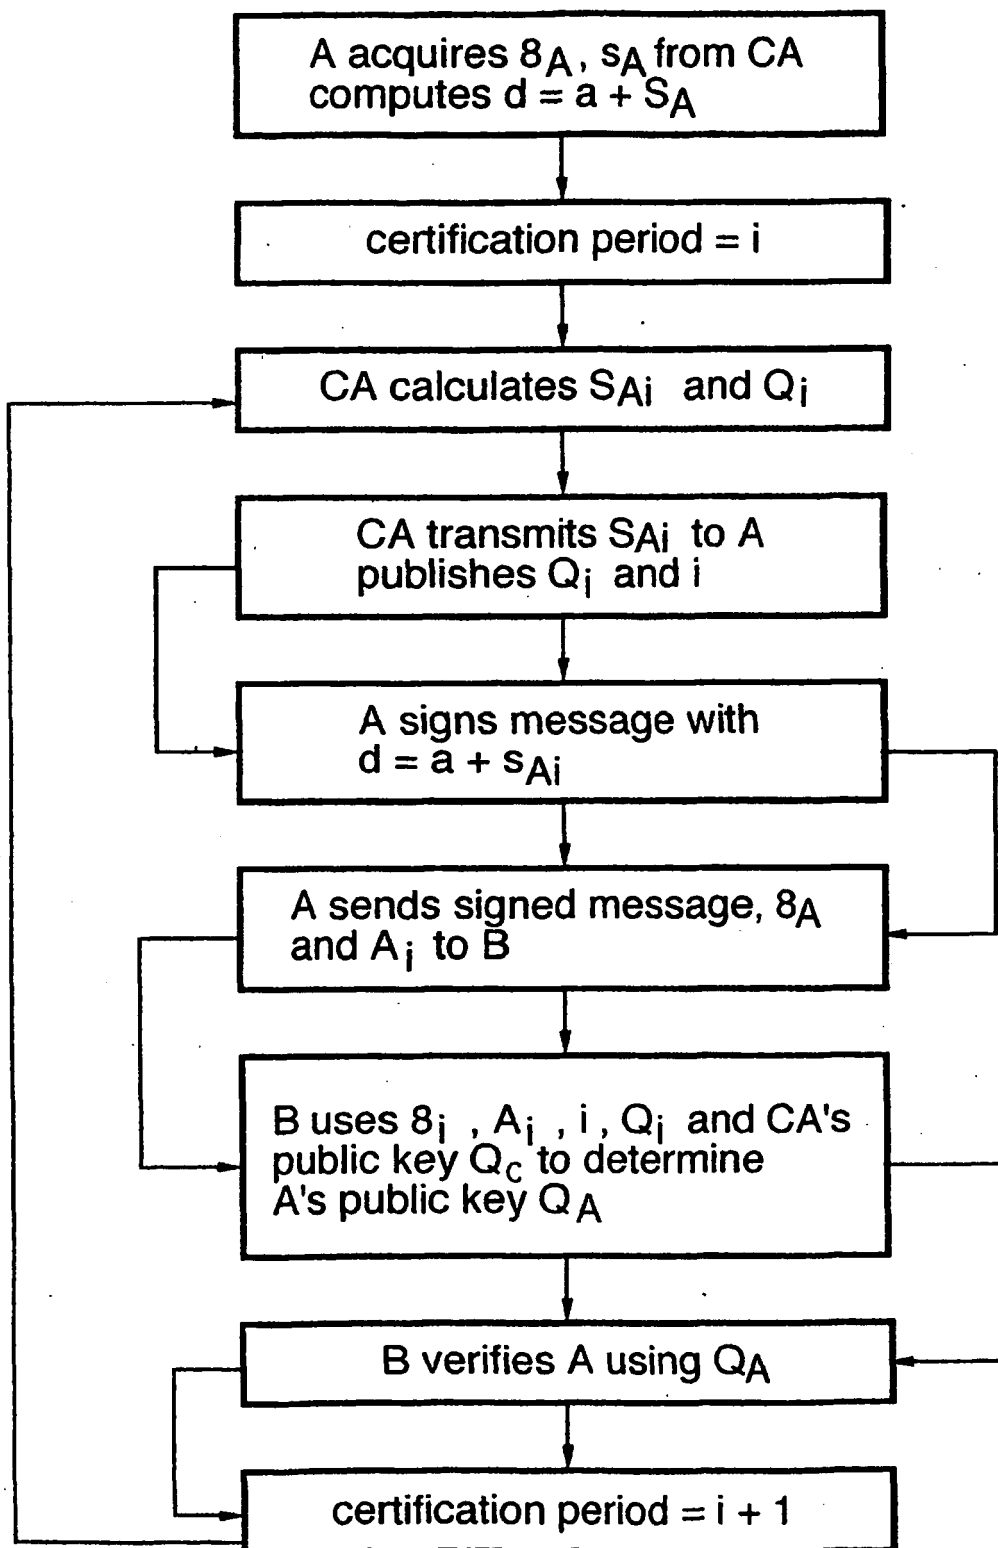 A acquires 8A, sA from CA
computes d = a + SA
certification period = i
CA calculates SAi and Qi
CA transmits SAi to A
publishes Qi and i
A signs message with
d = a + sAi
A sends signed message, 8A
and Ai to B
B uses 8i , Ai , i , Qi and CA's
public key QC to determine
A's public key QA
B verifies A using QA
certification period = i + 1